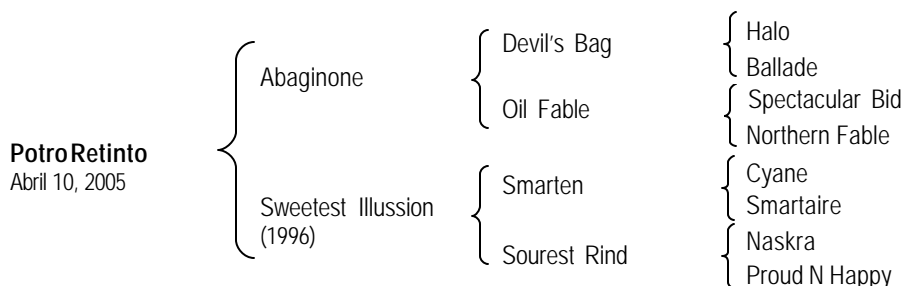 Potro Retinto
Abril 10, 2005
Abaginone
Sweetest Illussion
(1996)
Devil's Bag
Oil Fable
Smarten
Sourest Rind
Halo
Ballade
Spectacular Bid
Northern Fable
Cyane
Smartaire
Naskra
Proud N Happy